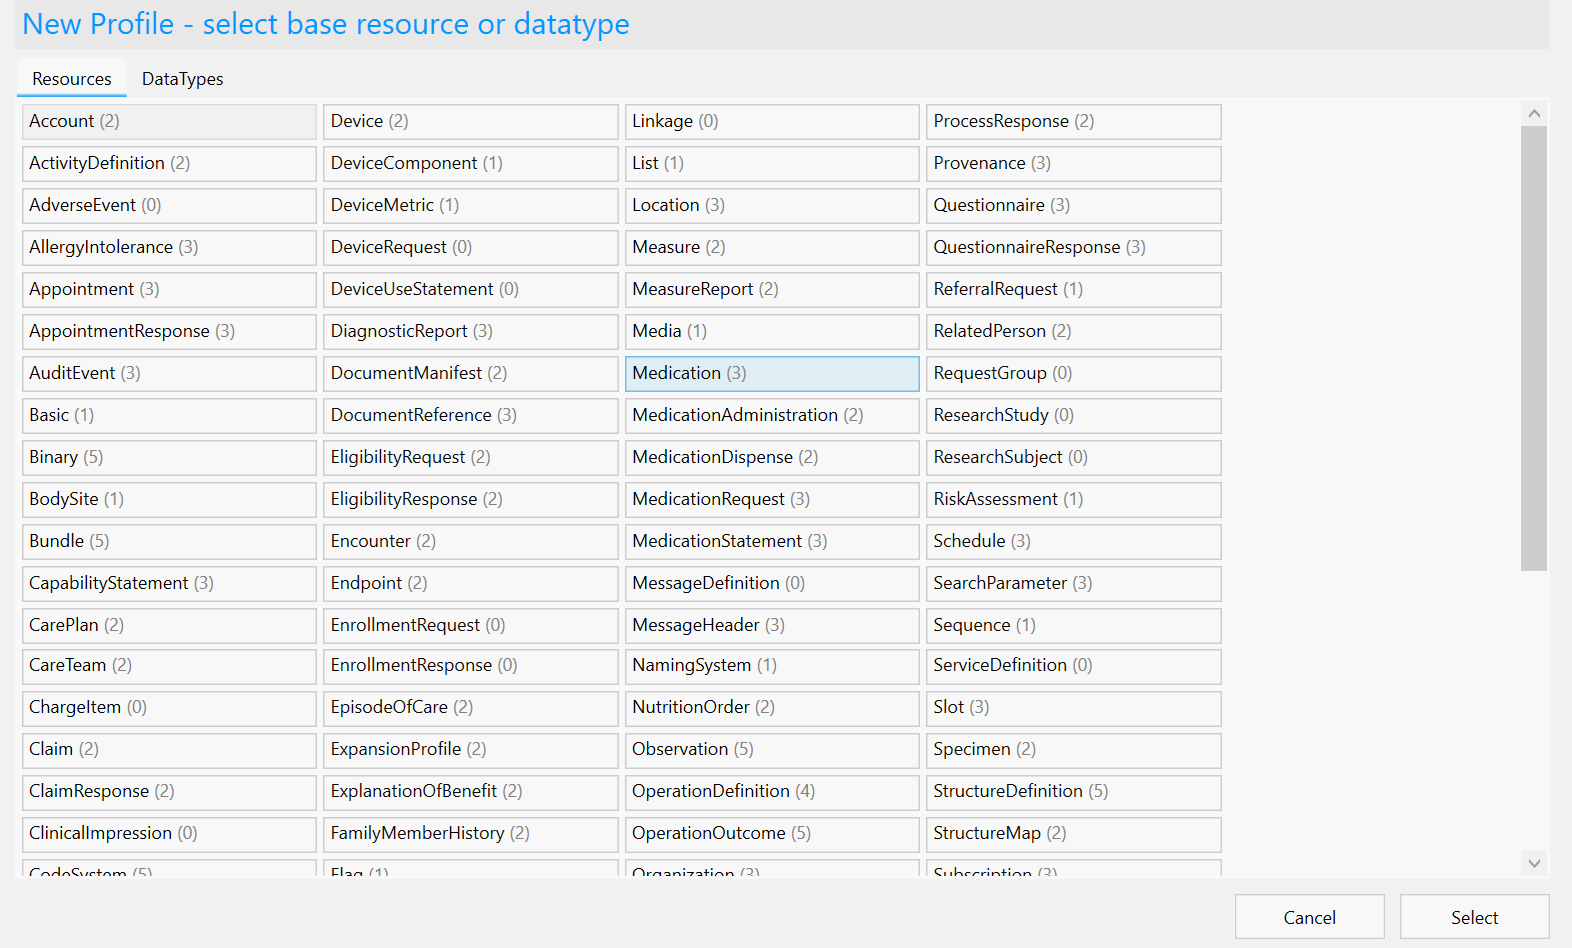 New Profile - select base resource or datatype
Resources DataTypes
Account (2) Device (2) Linkage (0) ProcessResponse (2)
ActivityDefinition (2) DeviceComponent (1) List (1) Provenance (3)
AdverseEvent (0) DeviceMetric (1) Location (3) Questionnaire (3)
AllergyIntolerance (3) DeviceRequest (0) Measure (2) QuestionnaireResponse (3)
Appointment (3) DeviceUseStatement (0) MeasureReport (2) ReferralRequest (1)
AppointmentResponse (3) DiagnosticReport (3) Media (1) RelatedPerson (2)
AuditEvent (3) DocumentManifest (2) Medication (3) RequestGroup (0)
Basic (1) DocumentReference (3) MedicationAdministration (2) ResearchStudy (0)
Binary (5) EligibilityRequest (2) MedicationDispense (2) ResearchSubject (0)
BodySite (1) EligibilityResponse (2) MedicationRequest (3) RiskAssessment (1)
Bundle (5) Encounter (2) MedicationStatement (3) Schedule (3)
CapabilityStatement (3) Endpoint (2) MessageDefinition (0) SearchParameter (3)
CarePlan (2) EnrollmentRequest (0) MessageHeader (3) Sequence (1)
CareTeam (2) EnrollmentResponse (0) NamingSystem (1) ServiceDefinition (0)
ChargeItem (0) EpisodeOfCare (2) NutritionOrder (2) Slot (3)
Claim (2) ExpansionProfile (2) Observation (5) Specimen (2)
ClaimResponse (2) ExplanationOfBenefit (2) OperationDefinition (4) StructureDefinition (5)
ClinicalImpression (0) FamilyMemberHistory (2) OperationOutcome (5) StructureMap (2)
CodeSystem (5) Flag (1) Organization (3) Subscription (3)
Cancel Select